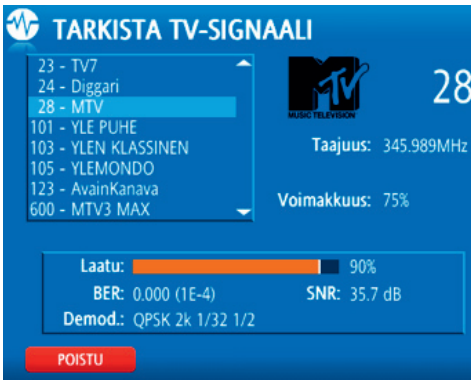 TARKISTA TV-SIGNAALI
23 - TV7
24 - Diggari
28 - MTV
101 - YLE PUHE
103 - YLEN KLASSINEN
105 - YLEMONDO
123 - AvainKanava
600 - MTV3 MAX
MTV
MUSIC TELEVISION
28
Taajuus: 345.989MHz
Voimakkuus: 75%
Laatu: 90%
BER: 0.000 (1E-4) SNR: 35.7 dB
Demod.: QPSK 2k 1/32 1/2
POISTU